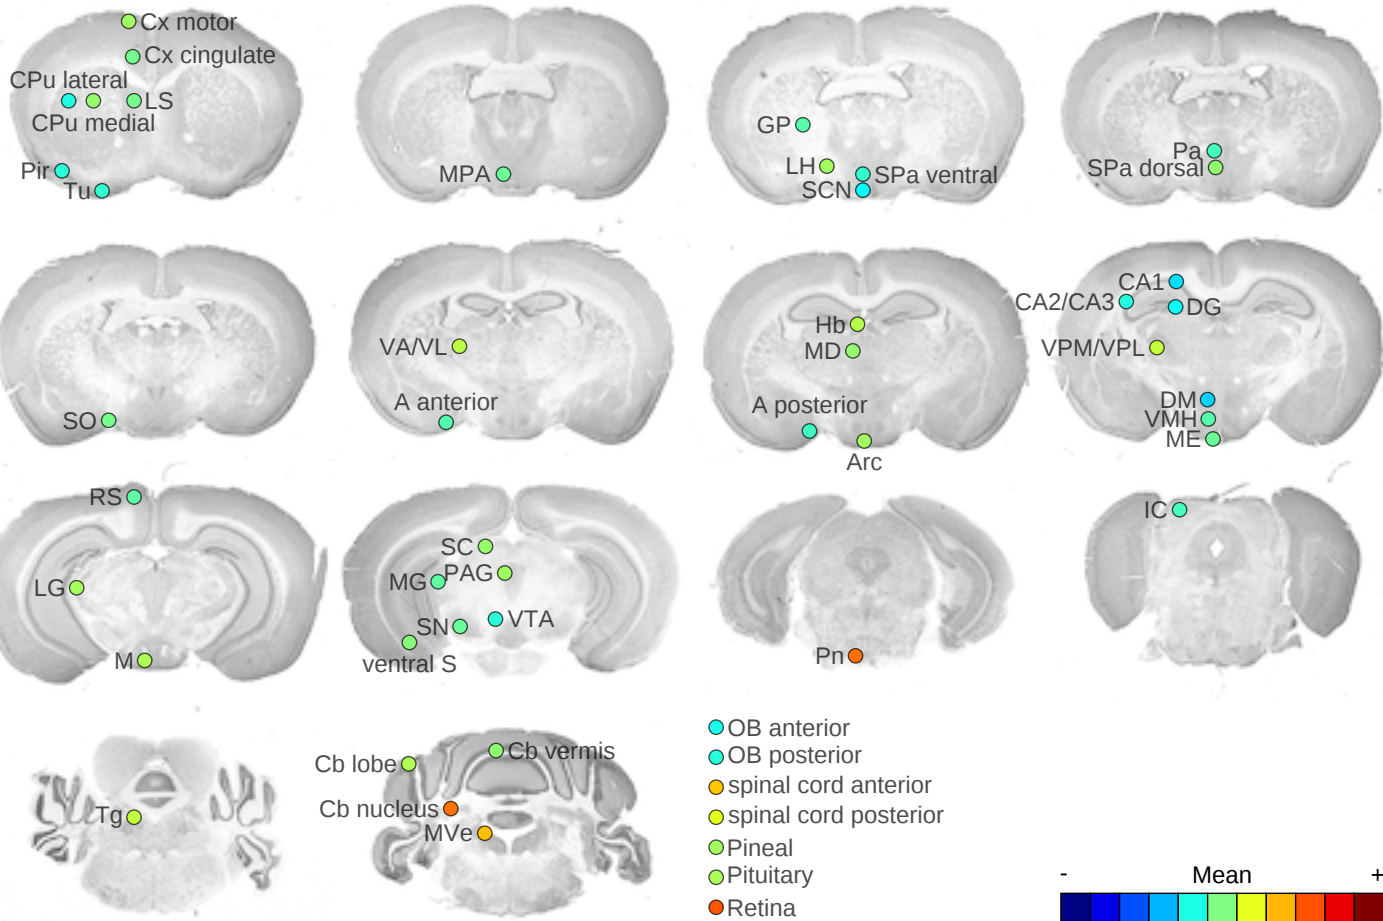 Cx motor
Cx cingulate
CPu lateral
LS
CPu medial
Pir
Tu
MPA
GP
LH
SPa ventral
SCN
Pa
SPa dorsal
SO
VA/VL
A anterior
Hb
MD
A posterior
Arc
CA1
CA2/CA3
DG
VPM/VPL
DM
VMH
ME
RS
LG
M
SC
PAG
MG
VTA
SN
ventral S
Pn
IC
Tg
Cb vermis
Cb lobe
Cb nucleus
MVe
OB anterior
OB posterior
spinal cord anterior
spinal cord posterior
Pineal
Pituitary
Retina
- Mean +